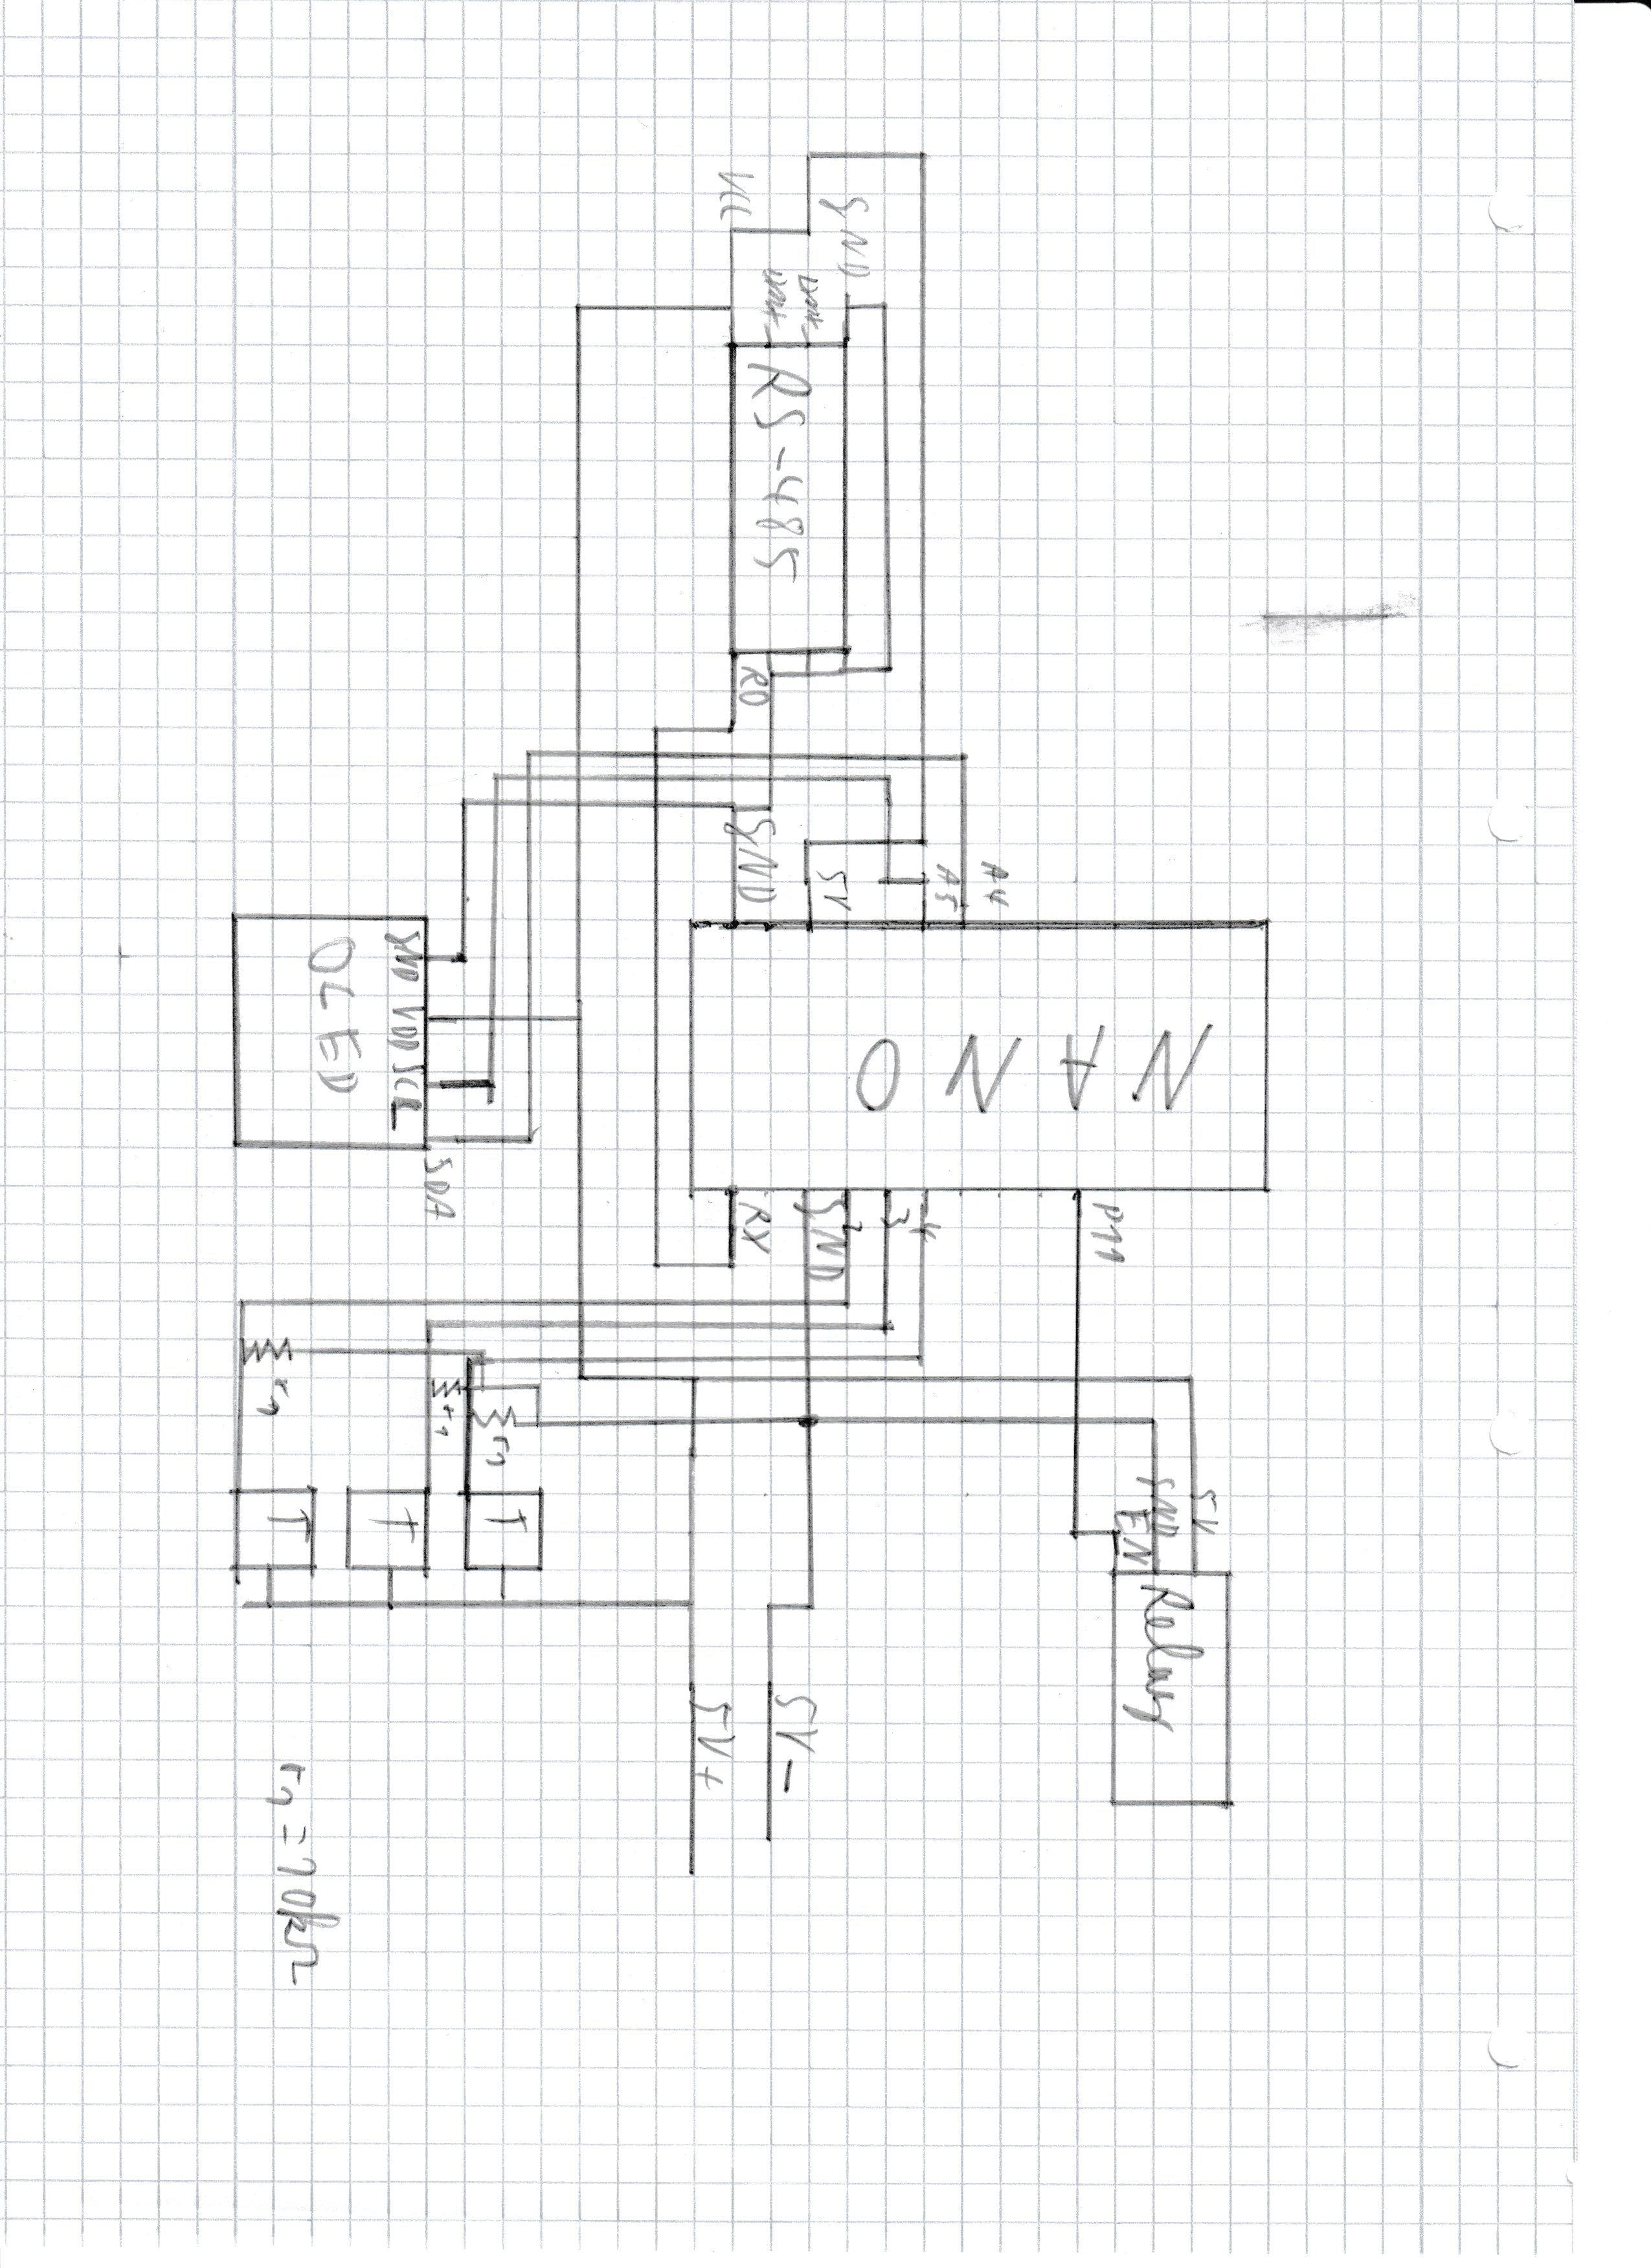 NANO
5V
GND
EN
Relay
P11
A4
A5
4
3
2
5V
GND
RX
GND
RS-485
VCC
RO
GND
5V-
5V+
T
r1
r1
T
T
r1
SDA
GND VDD SCL
OLED
r1 = 10kΩ